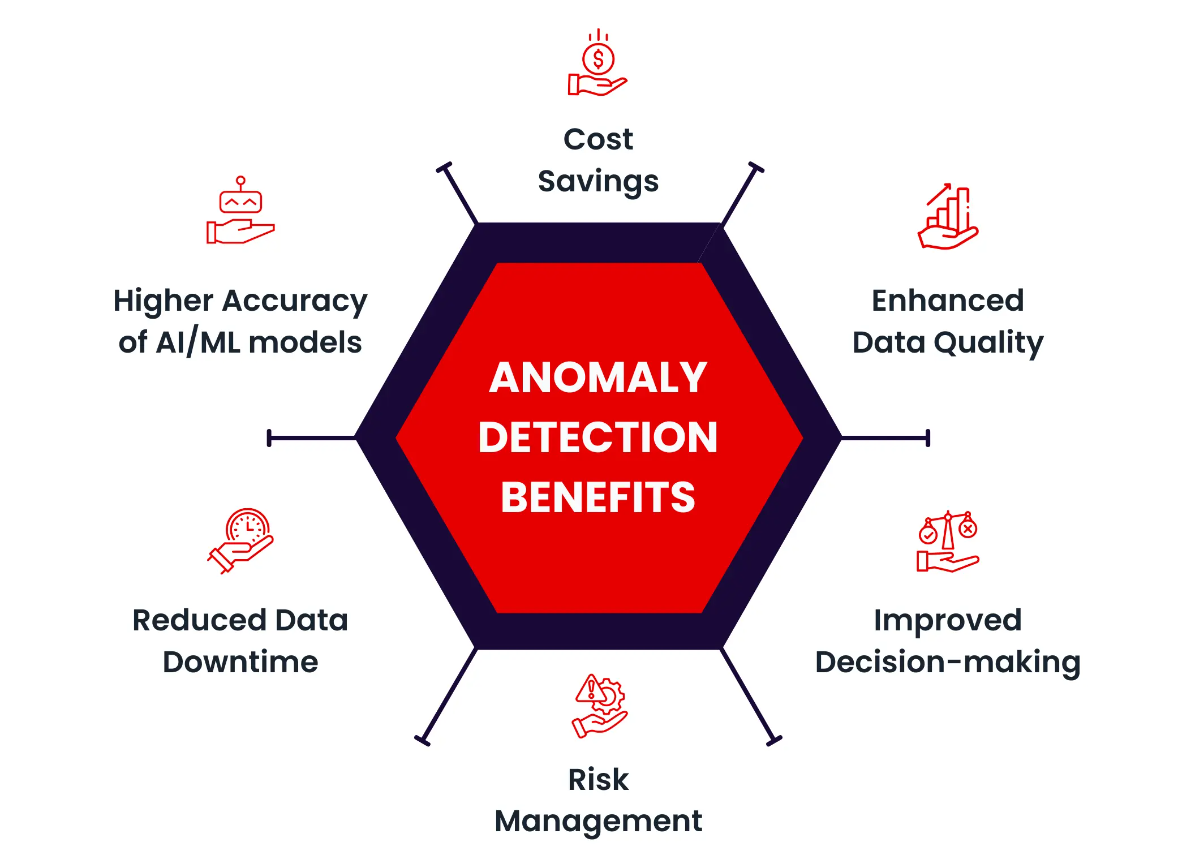 Cost
Savings
Higher Accuracy
of AI/ML models
Enhanced
Data Quality
ANOMALY
DETECTION
BENEFITS
Reduced Data
Downtime
Improved
Decision-making
Risk
Management